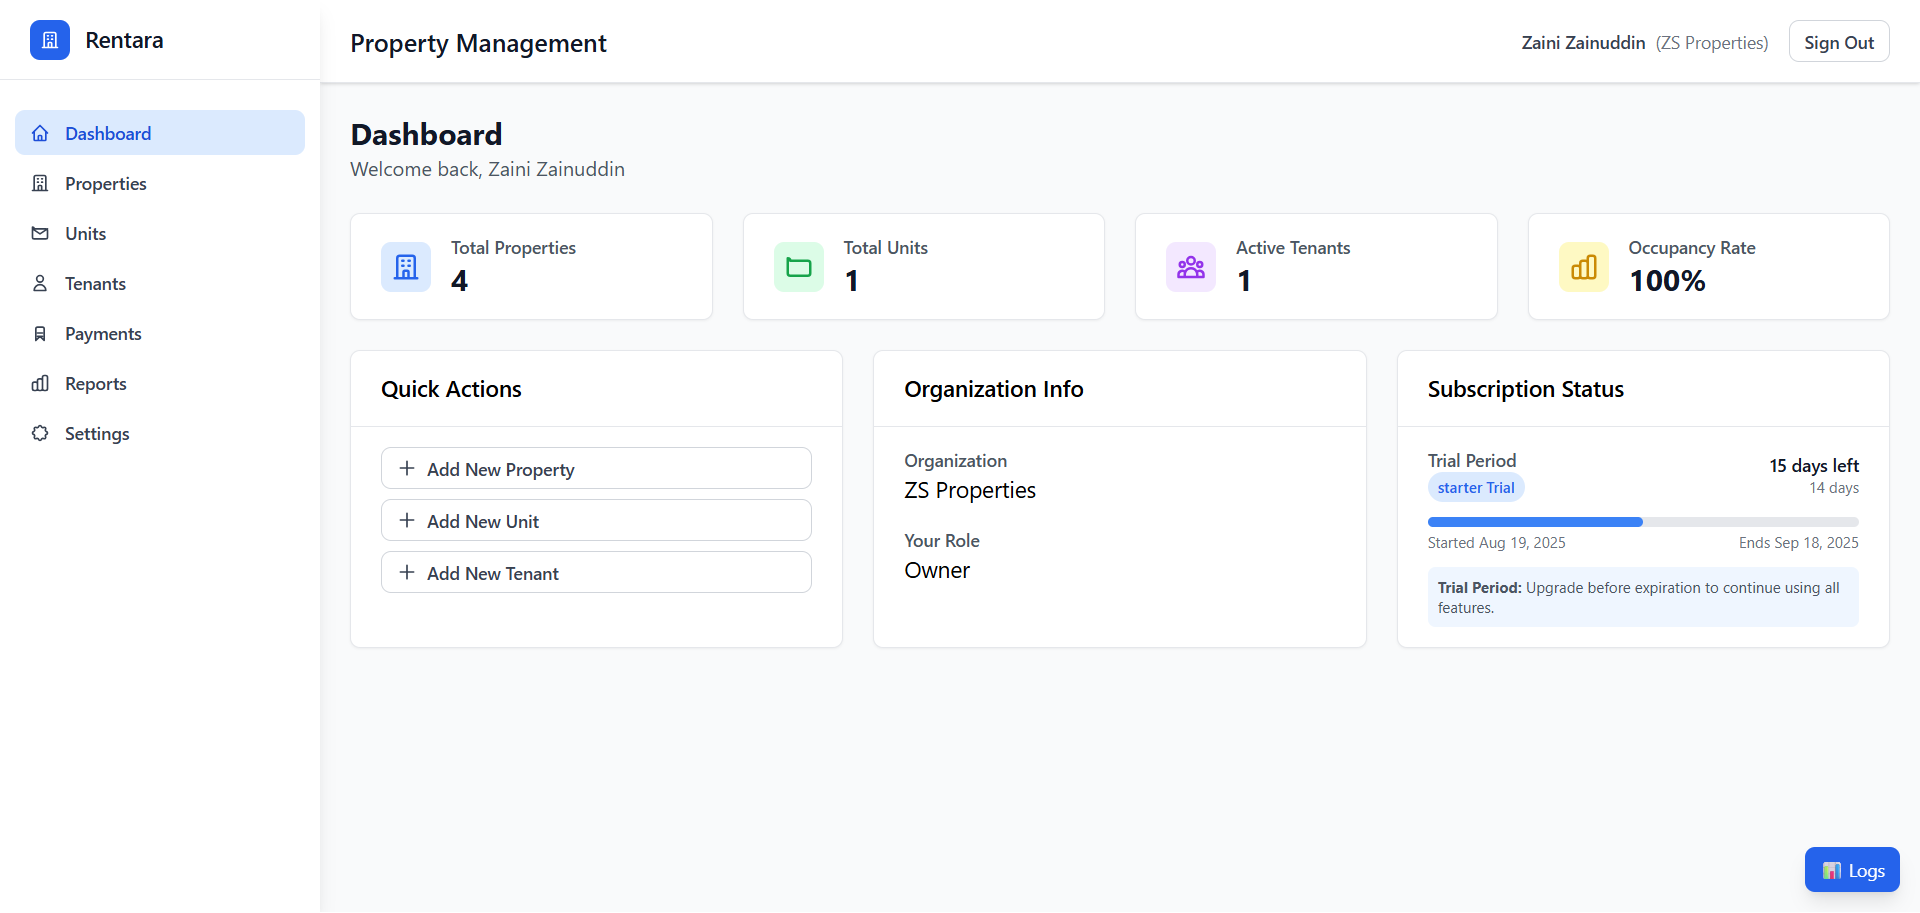 Rentara
Property Management
Zaini Zainuddin (ZS Properties)
Sign Out
Dashboard
Properties
Units
Tenants
Payments
Reports
Settings
Dashboard
Welcome back, Zaini Zainuddin
Total Properties
4
Total Units
1
Active Tenants
1
Occupancy Rate
100%
Quick Actions
Add New Property
Add New Unit
Add New Tenant
Organization Info
Organization
ZS Properties
Your Role
Owner
Subscription Status
Trial Period
starter Trial
15 days left
14 days
Started Aug 19, 2025
Ends Sep 18, 2025
Trial Period: Upgrade before expiration to continue using all
features.
Logs